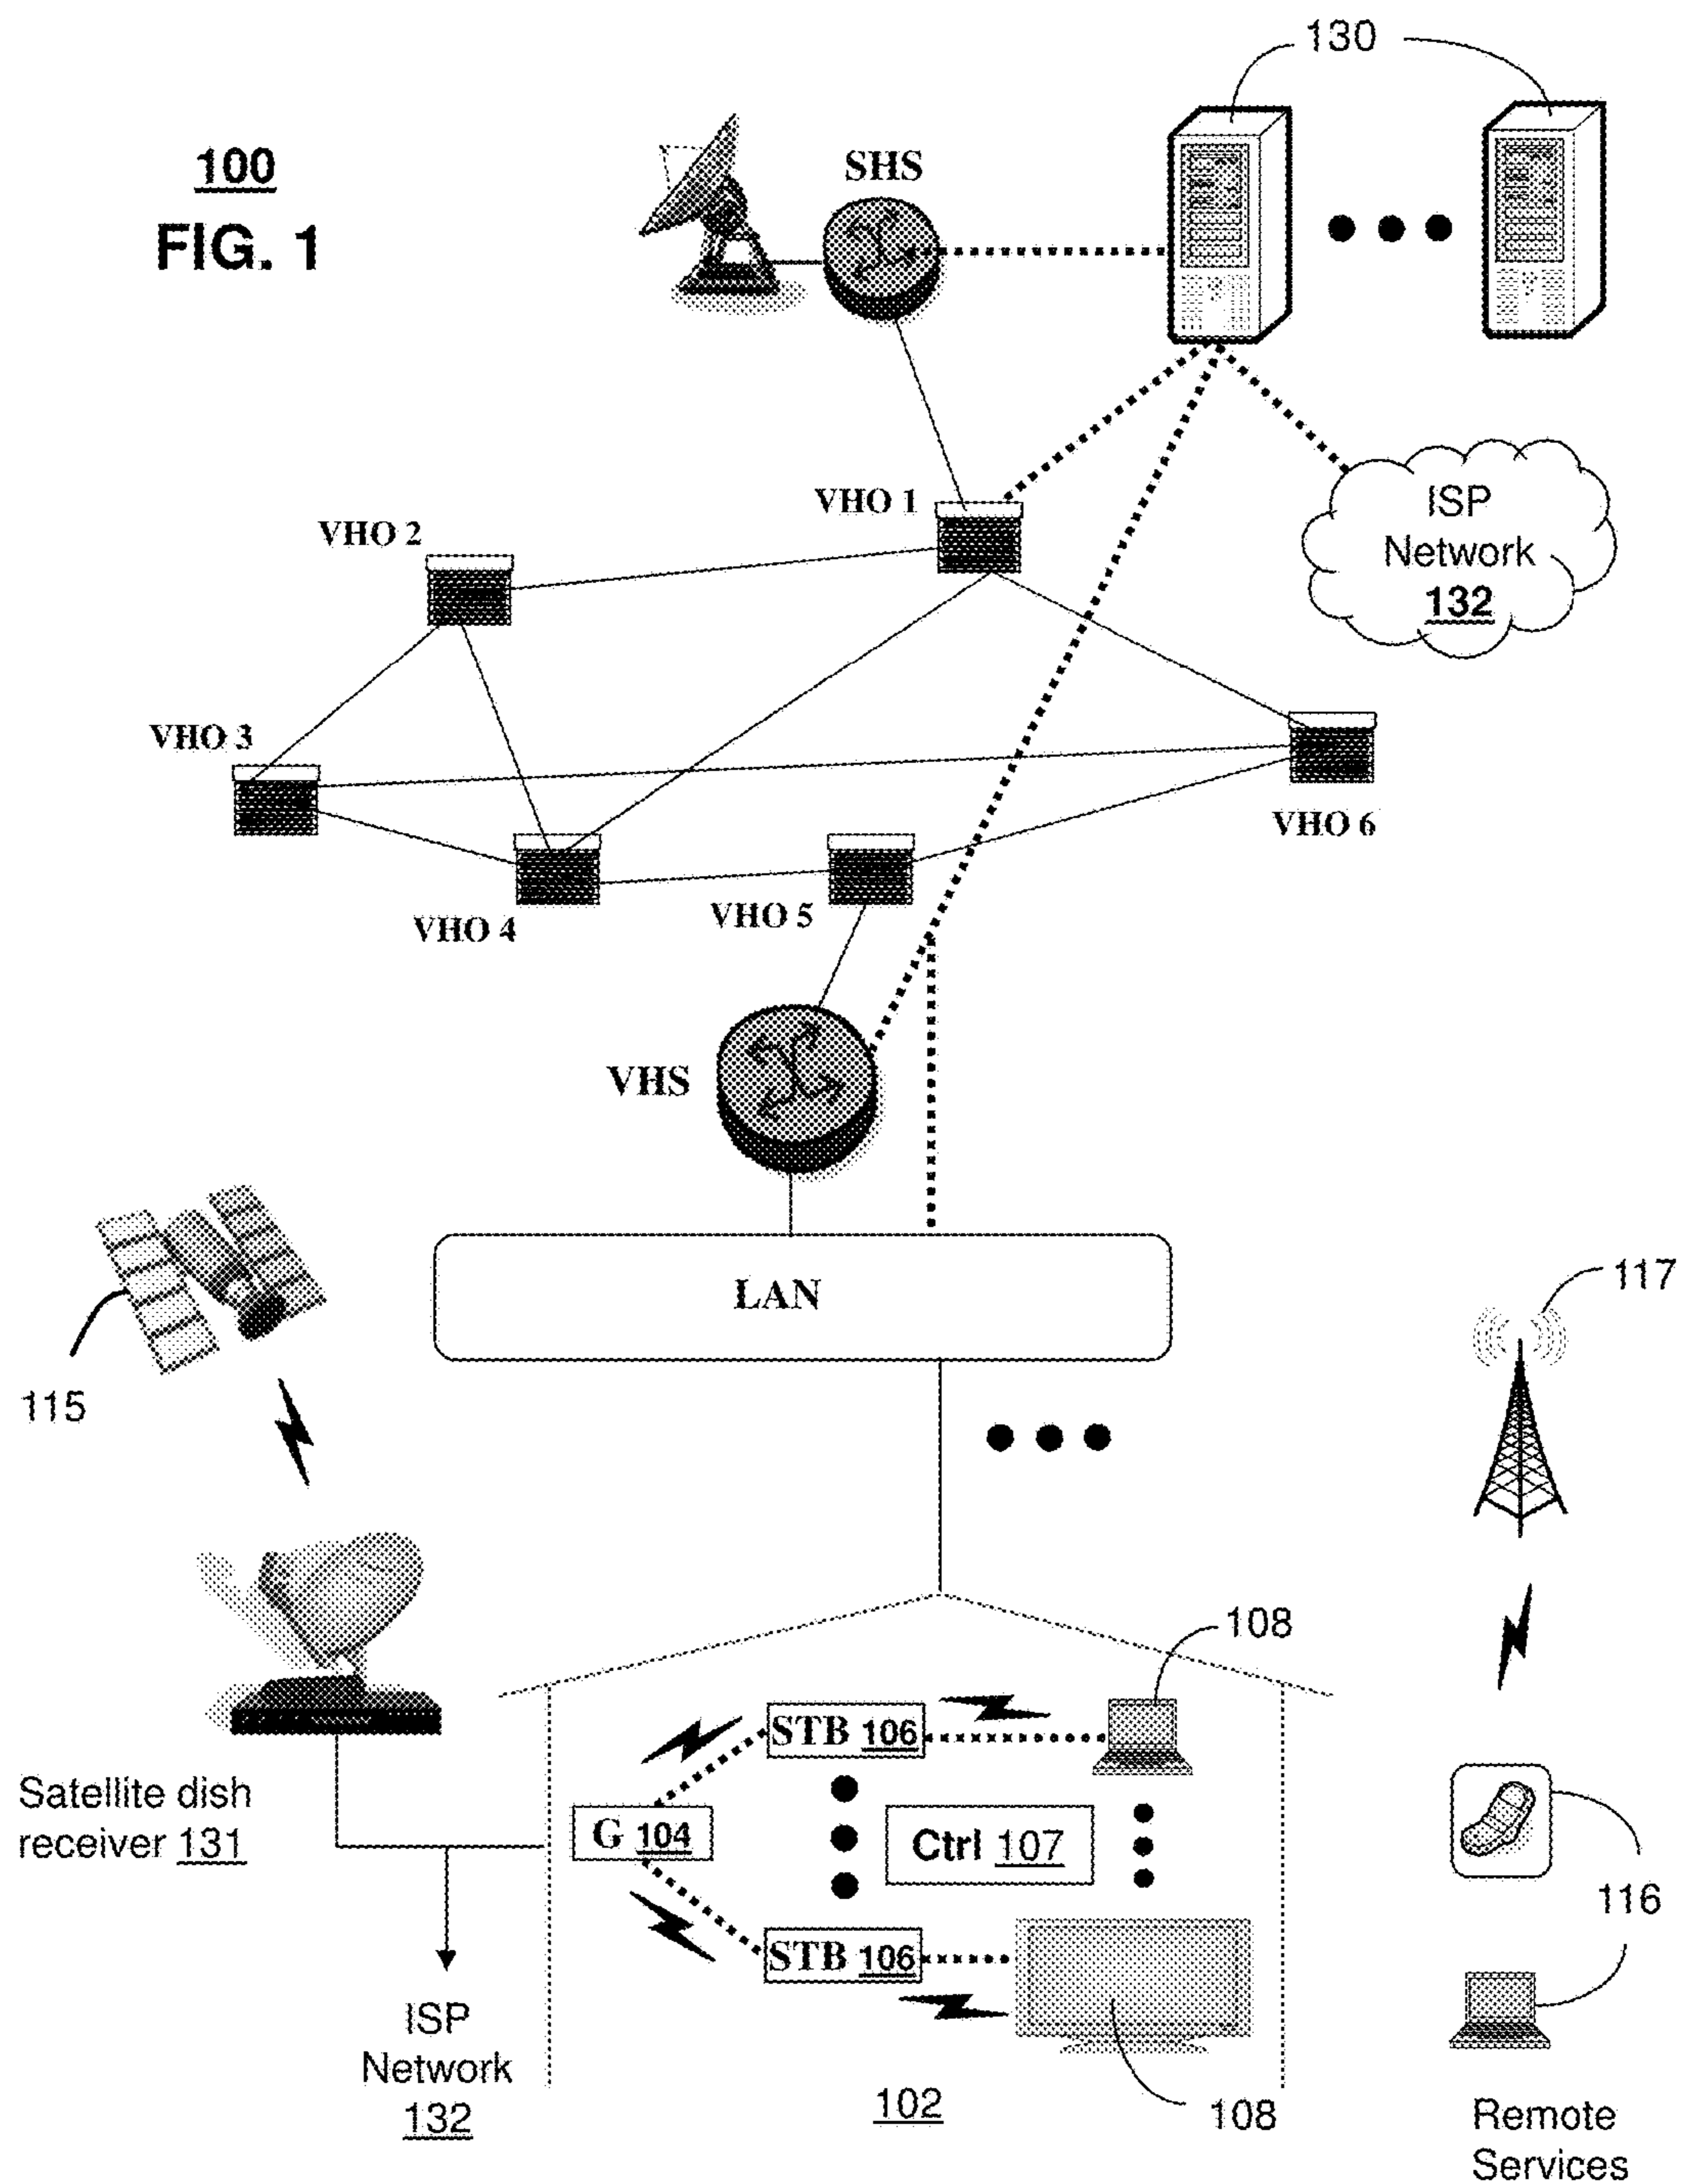 130
100
FIG. 1
SHS
VHO 1
VHO 2
ISP
Network
132
VHO 3
VHO 6
VHO 4
VHO 5
VHS
LAN
117
115
108
STB 106
Satellite dish
receiver 131
G 104
Ctrl 107
116
STB 106
ISP
Network
132
102
108
Remote
Services